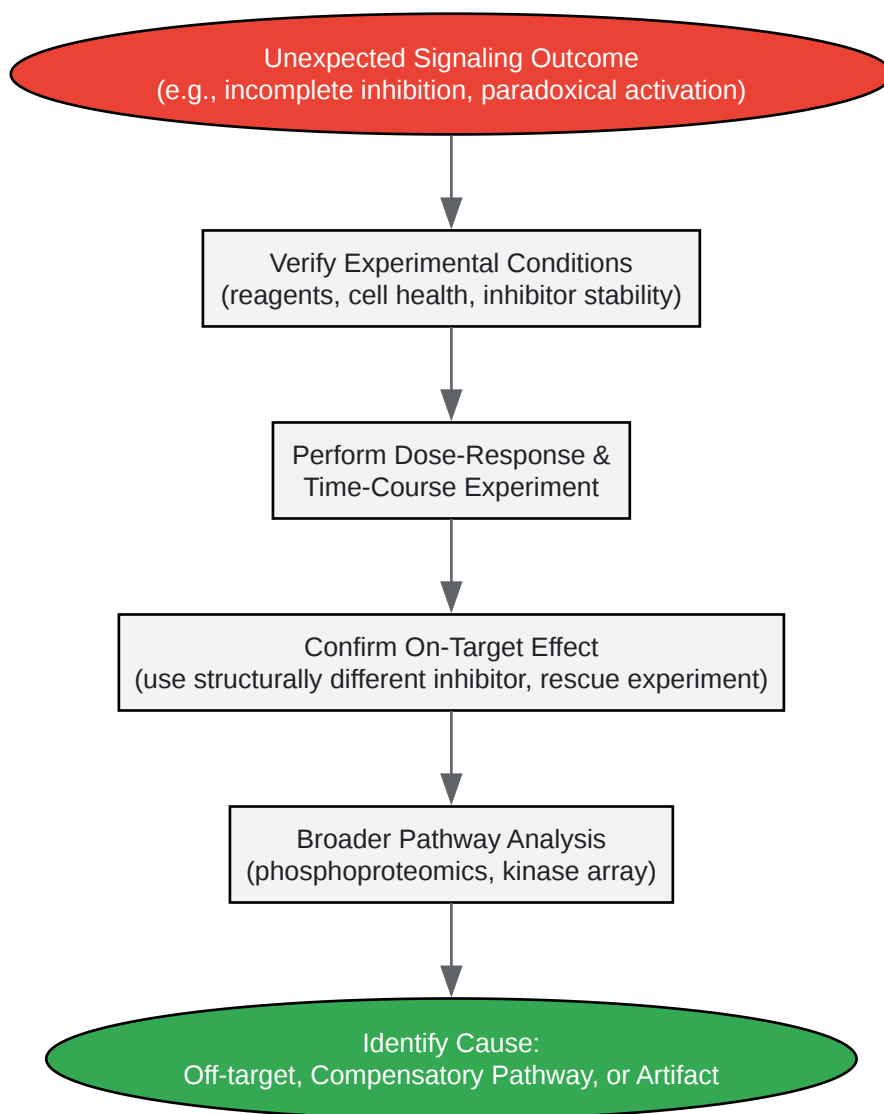 Unexpected Signaling Outcome
(e.g., incomplete inhibition, paradoxical activation)
Verify Experimental Conditions
(reagents, cell health, inhibitor stability)
Perform Dose-Response &
Time-Course Experiment
Confirm On-Target Effect
(use structurally different inhibitor, rescue experiment)
Broader Pathway Analysis
(phosphoproteomics, kinase array)
Identify Cause:
Off-target, Compensatory Pathway, or Artifact